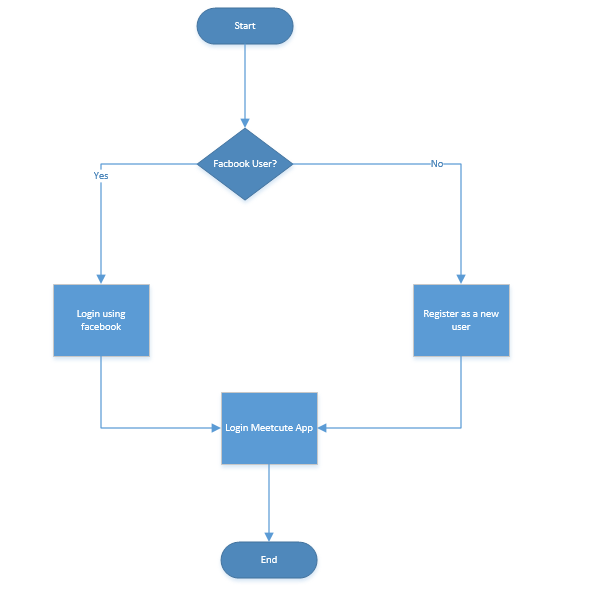 Start
Facbook User?
Yes
No
Login using
facebook
Register as a new
user
Login Meetcute App
End